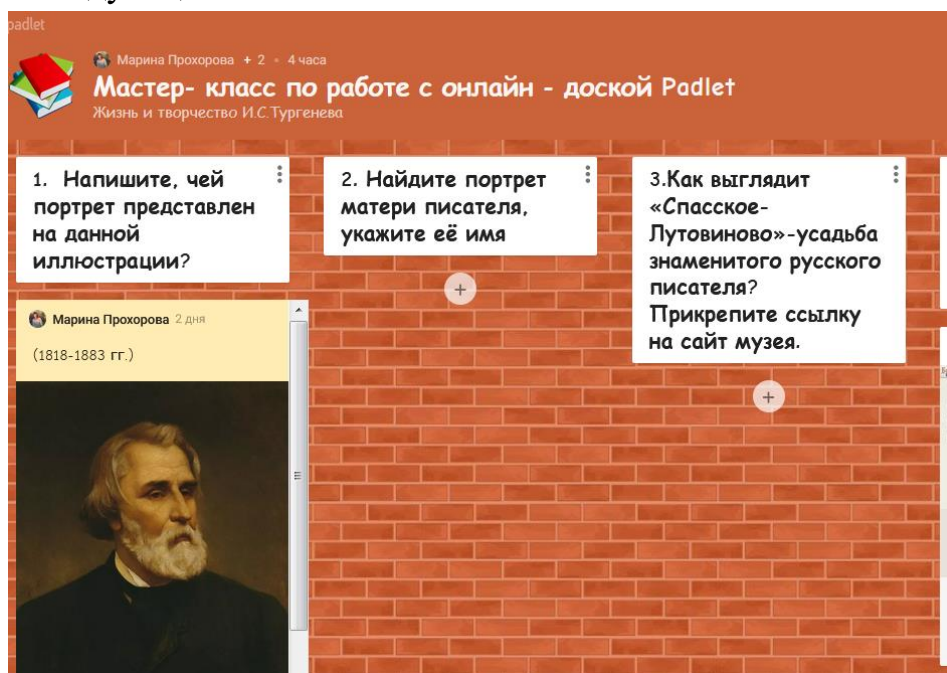 padlet
Марина Прохорова + 2 • 4 часа
Мастер- класс по работе с онлайн - доской Padlet
Жизнь и творчество И.С.Тургенева
1. Напишите, чей
портрет представлен
на данной
иллюстрации?
Марина Прохорова 2 дня
(1818-1883 гг.)
2. Найдите портрет
матери писателя,
укажите её имя
3.Как выглядит
«Спасское-
Лутовиново»-усадьба
знаменитого русского
писателя?
Прикрепите ссылку
на сайт музея.